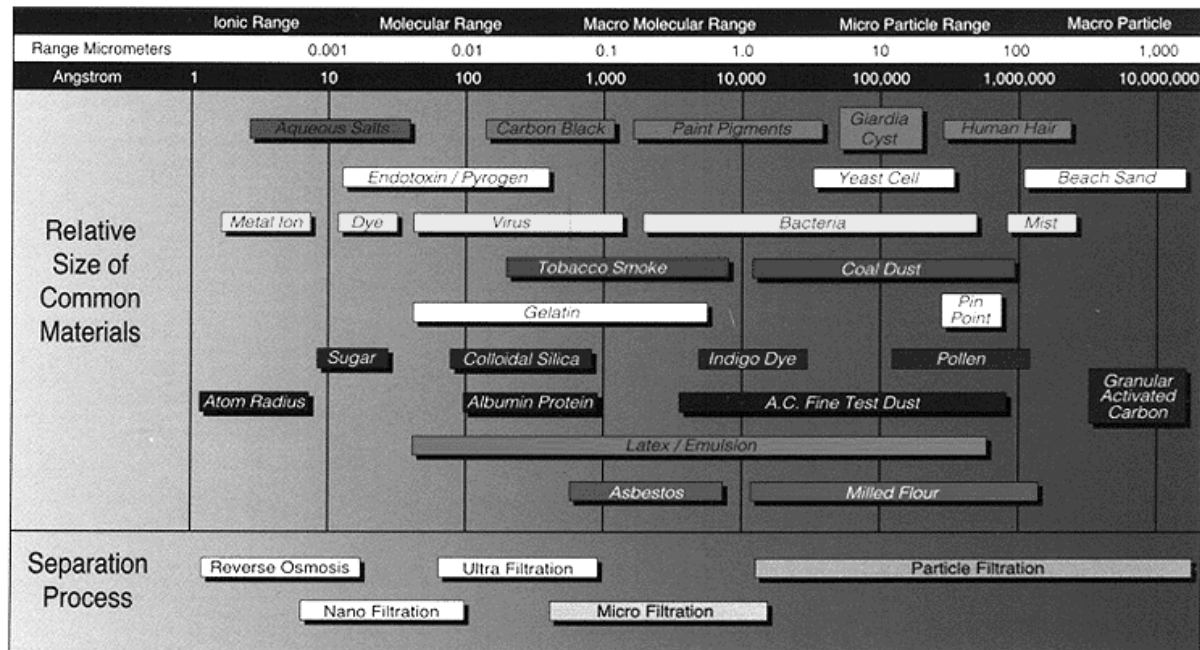 Ionic Range Molecular Range Macro Molecular Range Micro Particle Range Macro Particle
Range Micrometers 0.001 0.01 0.1 1.0 10 100 1,000
Angstrom 1 10 100 1,000 10,000 100,000 1,000,000 10,000,000
Relative
Size of
Common
Materials
Aqueous Salts Carbon Black Paint Pigments Giardia
Cyst Human Hair
Endotoxin / Pyrogen Yeast Cell Beach Sand
Metal Ion Dye Virus Bacteria Mist
Tobacco Smoke Coal Dust
Gelatin Pin
Point
Sugar Colloidal Silica Indigo Dye Pollen
Atom Radius Albumin Protein A.C. Fine Test Dust Granular
Activated
Carbon
Latex / Emulsion
Asbestos Milled Flour
Separation
Process
Reverse Osmosis Ultra Filtration Particle Filtration
Nano Filtration Micro Filtration